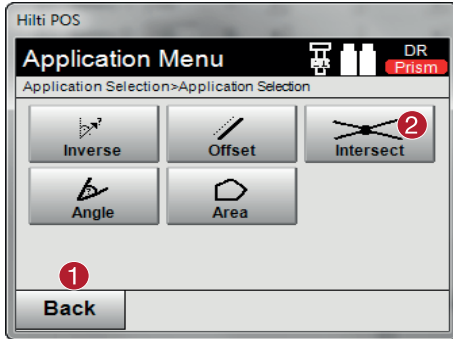 Hilti POS
Application Menu
DR
Prism
Application Selection>Application Selection
Inverse
Offset
2
Intersect
Angle
Area
1
Back